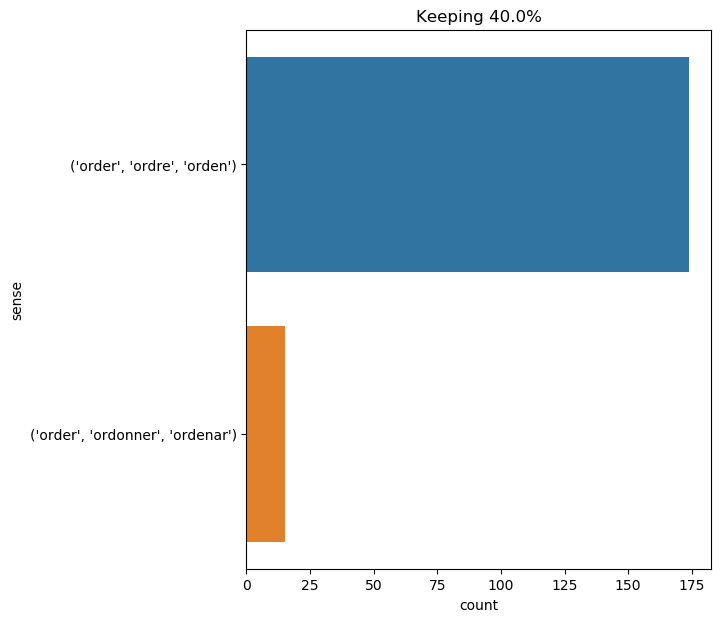 Keeping 40.0%
('order', 'ordre', 'orden')
sense
('order', 'ordonner', 'ordenar')
0 25 50 75 100 125 150 175
count